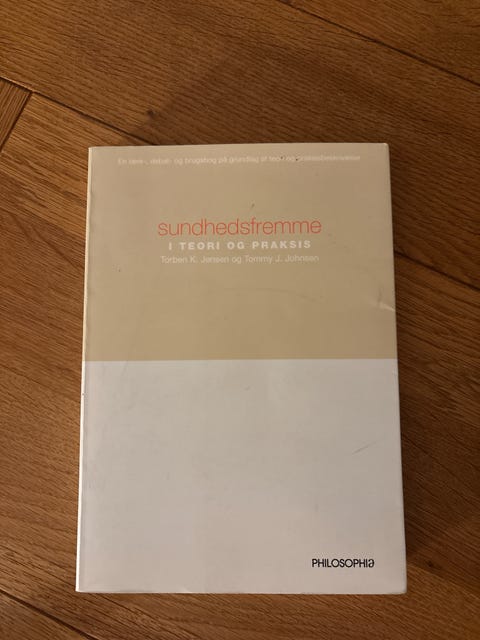 En lære-, debat- og brugsbog på grundlag af teori- og praksisbeskrivelser
sundhedsfremme
I TEORI OG PRAKSIS
Torben K. Jensen og Tommy J. Johnsen
PHILOSOPHIA